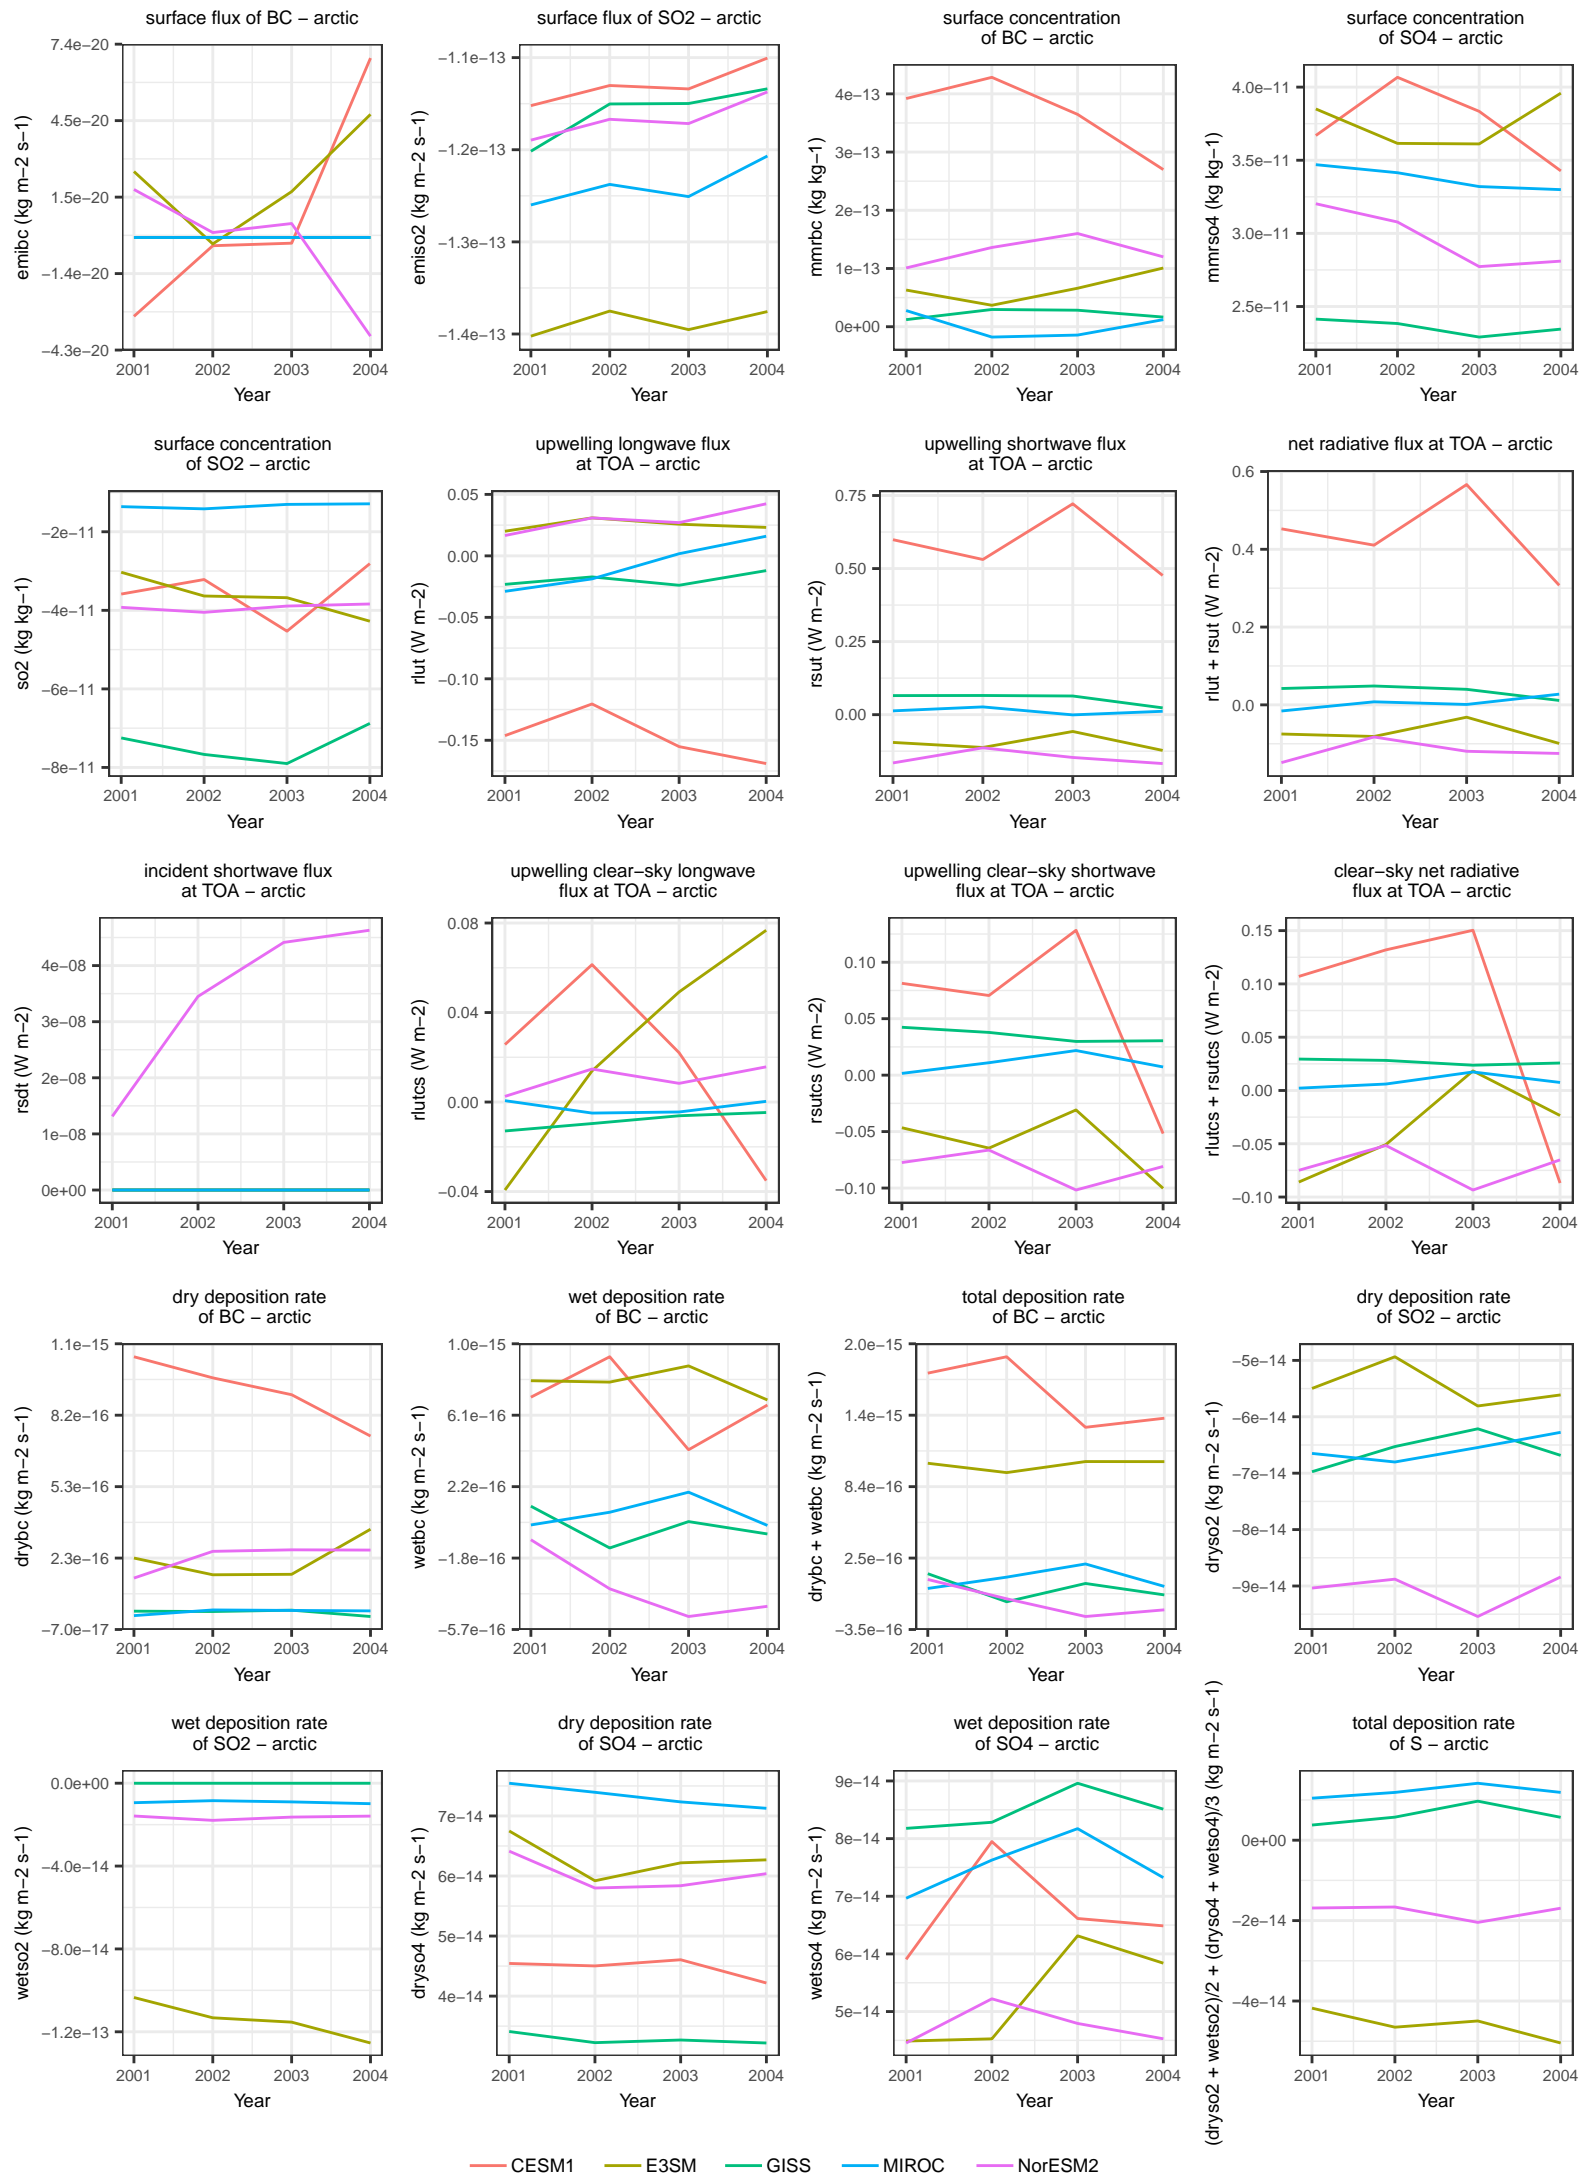 surface flux of BC − arctic
7.4e−20
4.5e−20
1.5e−20
−1.4e−20
−4.3e−20
emibc (kg m−2 s−1)
2001 2002 2003 2004
Year
surface flux of SO2 − arctic
−1.1e−13
−1.2e−13
−1.3e−13
−1.4e−13
emiso2 (kg m−2 s−1)
2001 2002 2003 2004
Year
surface concentration
of BC − arctic
4e−13
3e−13
2e−13
1e−13
0e+00
mmrbc (kg kg−1)
2001 2002 2003 2004
Year
surface concentration
of SO4 − arctic
4.0e−11
3.5e−11
3.0e−11
2.5e−11
mmrso4 (kg kg−1)
2001 2002 2003 2004
Year
surface concentration
of SO2 − arctic
−2e−11
−4e−11
−6e−11
−8e−11
so2 (kg kg−1)
2001 2002 2003 2004
Year
upwelling longwave flux
at TOA − arctic
0.05
0.00
−0.05
−0.10
−0.15
rlut (W m−2)
2001 2002 2003 2004
Year
upwelling shortwave flux
at TOA − arctic
0.75
0.50
0.25
0.00
rsut (W m−2)
2001 2002 2003 2004
Year
net radiative flux at TOA − arctic
0.6
0.4
0.2
0.0
rlut + rsut (W m−2)
2001 2002 2003 2004
Year
incident shortwave flux
at TOA − arctic
4e−08
3e−08
2e−08
1e−08
0e+00
rsdt (W m−2)
2001 2002 2003 2004
Year
upwelling clear−sky longwave
flux at TOA − arctic
0.08
0.04
0.00
−0.04
rlutcs (W m−2)
2001 2002 2003 2004
Year
upwelling clear−sky shortwave
flux at TOA − arctic
0.10
0.05
0.00
−0.05
−0.10
rsutcs (W m−2)
2001 2002 2003 2004
Year
clear−sky net radiative
flux at TOA − arctic
0.15
0.10
0.05
0.00
−0.05
−0.10
rlutcs + rsutcs (W m−2)
2001 2002 2003 2004
Year
dry deposition rate
of BC − arctic
1.1e−15
8.2e−16
5.3e−16
2.3e−16
−7.0e−17
drybc (kg m−2 s−1)
2001 2002 2003 2004
Year
wet deposition rate
of BC − arctic
1.0e−15
6.1e−16
2.2e−16
−1.8e−16
−5.7e−16
wetbc (kg m−2 s−1)
2001 2002 2003 2004
Year
total deposition rate
of BC − arctic
2.0e−15
1.4e−15
8.4e−16
2.5e−16
−3.5e−16
drybc + wetbc (kg m−2 s−1)
2001 2002 2003 2004
Year
dry deposition rate
of SO2 − arctic
−5e−14
−6e−14
−7e−14
−8e−14
−9e−14
dryso2 (kg m−2 s−1)
2001 2002 2003 2004
Year
wet deposition rate
of SO2 − arctic
0.0e+00
−4.0e−14
−8.0e−14
−1.2e−13
wetso2 (kg m−2 s−1)
2001 2002 2003 2004
Year
dry deposition rate
of SO4 − arctic
7e−14
6e−14
5e−14
4e−14
dryso4 (kg m−2 s−1)
2001 2002 2003 2004
Year
wet deposition rate
of SO4 − arctic
9e−14
8e−14
7e−14
6e−14
5e−14
wetso4 (kg m−2 s−1)
2001 2002 2003 2004
Year
total deposition rate
of S − arctic
0e+00
−2e−14
−4e−14
(dryso2 + wetso2)/2 + (dryso4 + wetso4)/3 (kg m−2 s−1)
2001 2002 2003 2004
Year
CESM1 E3SM GISS MIROC NorESM2